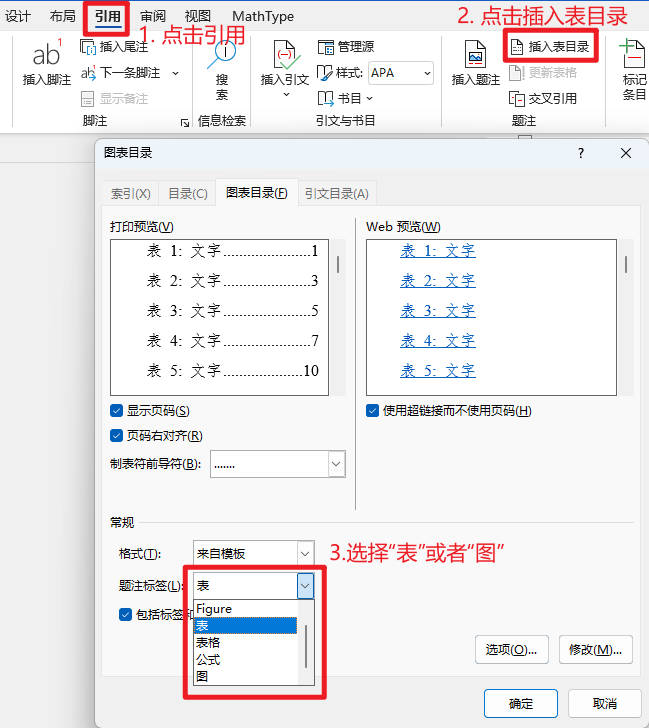 设计 布局 引用 审阅 视图 MathType
1. 点击引用
2. 点击插入表目录
ab1
插入脚注
插入尾注
ab 下一条脚注
显示备注
脚注
搜索
信息检索
插入引文
管理源
样式: APA
书目
引文与书目
插入题注
插入表目录
更新表格
交叉引用
题注
标记条目
图表目录
?
索引(X) 目录(C) 图表目录(F) 引文目录(A)
打印预览(V)
表 1: 文字.......................1
表 2: 文字.......................3
表 3: 文字.......................5
表 4: 文字.......................7
表 5: 文字.....................10
Web 预览(W)
表 1: 文字
表 2: 文字
表 3: 文字
表 4: 文字
表 5: 文字
显示页码(S)
页码右对齐(R)
制表符前导符(B): .......
使用超链接而不使用页码(H)
常规
格式(T): 来自模板
3.选择“表”或者“图”
题注标签(L): 表
包括标签和
Figure
表
表格
公式
图
选项(O)... 修改(M)...
确定 取消